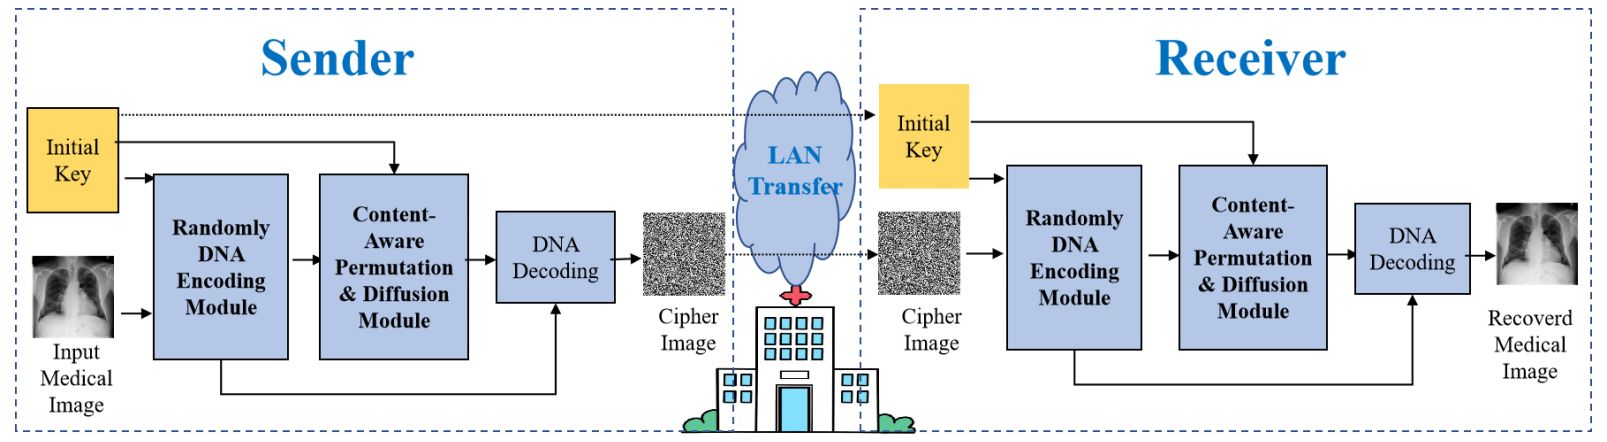 Sender
Initial
Key
Randomly
DNA
Encoding
Module
Content-
Aware
Permutation
& Diffusion
Module
DNA
Decoding
Cipher
Image
Input
Medical
Image
LAN
Transfer
Receiver
Initial
Key
Cipher
Image
Randomly
DNA
Encoding
Module
Content-
Aware
Permutation
& Diffusion
Module
DNA
Decoding
Recoverd
Medical
Image